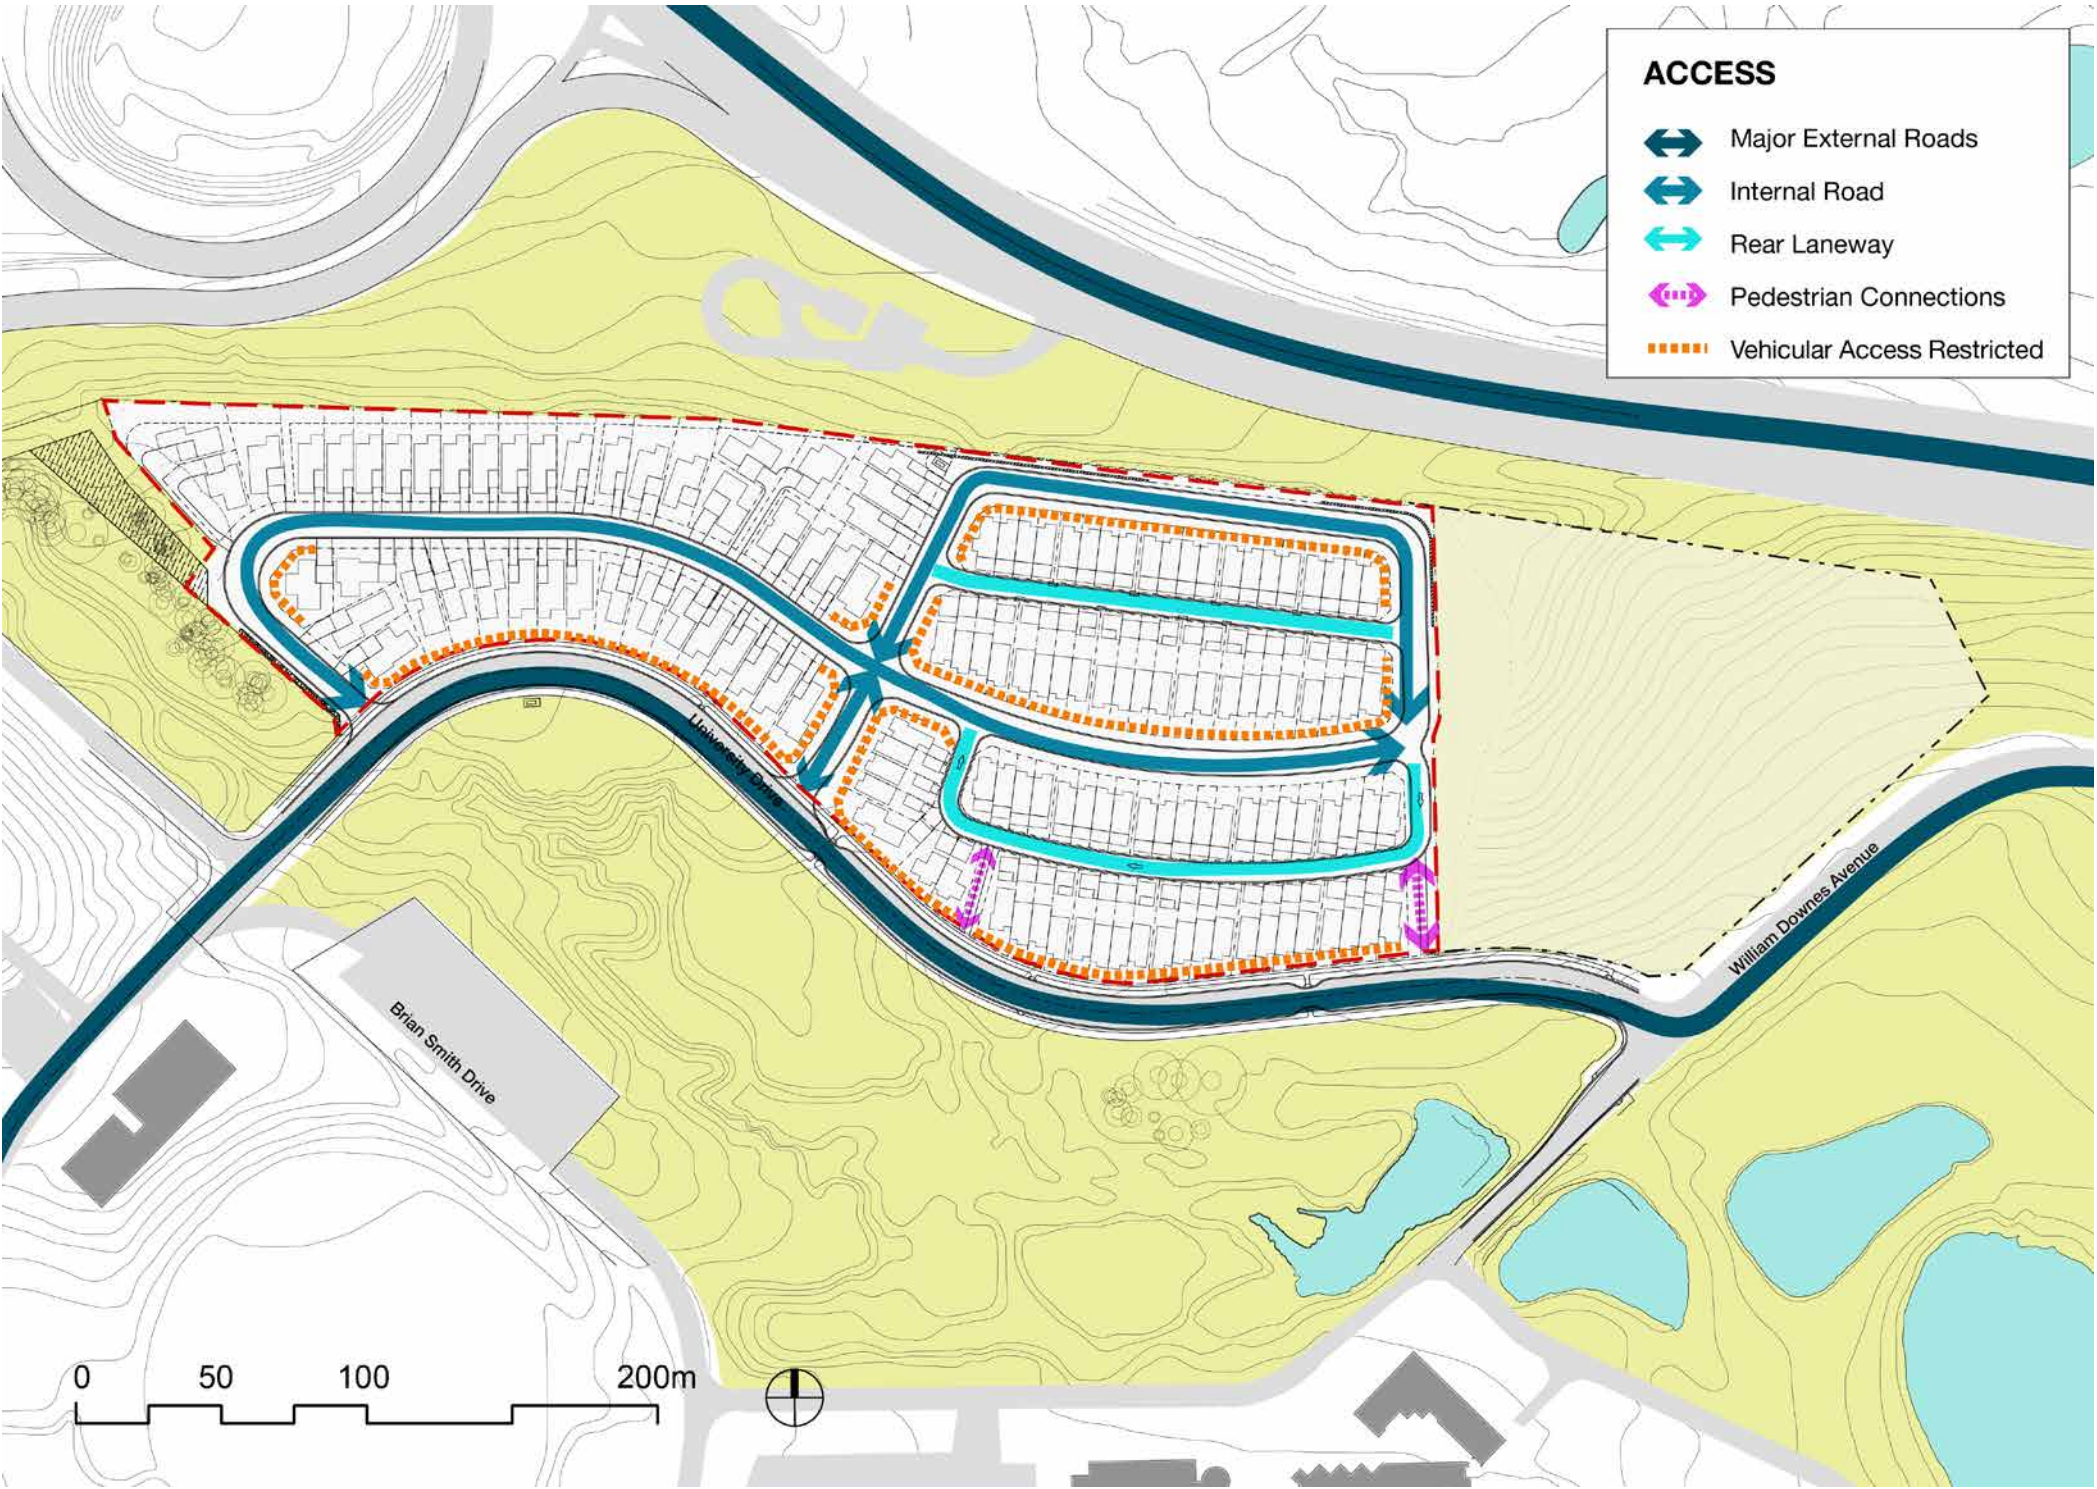 ACCESS
Major External Roads
Internal Road
Rear Laneway
Pedestrian Connections
Vehicular Access Restricted
University Drive
William Downes Avenue
Brian Smith Drive
0 50 100 200m